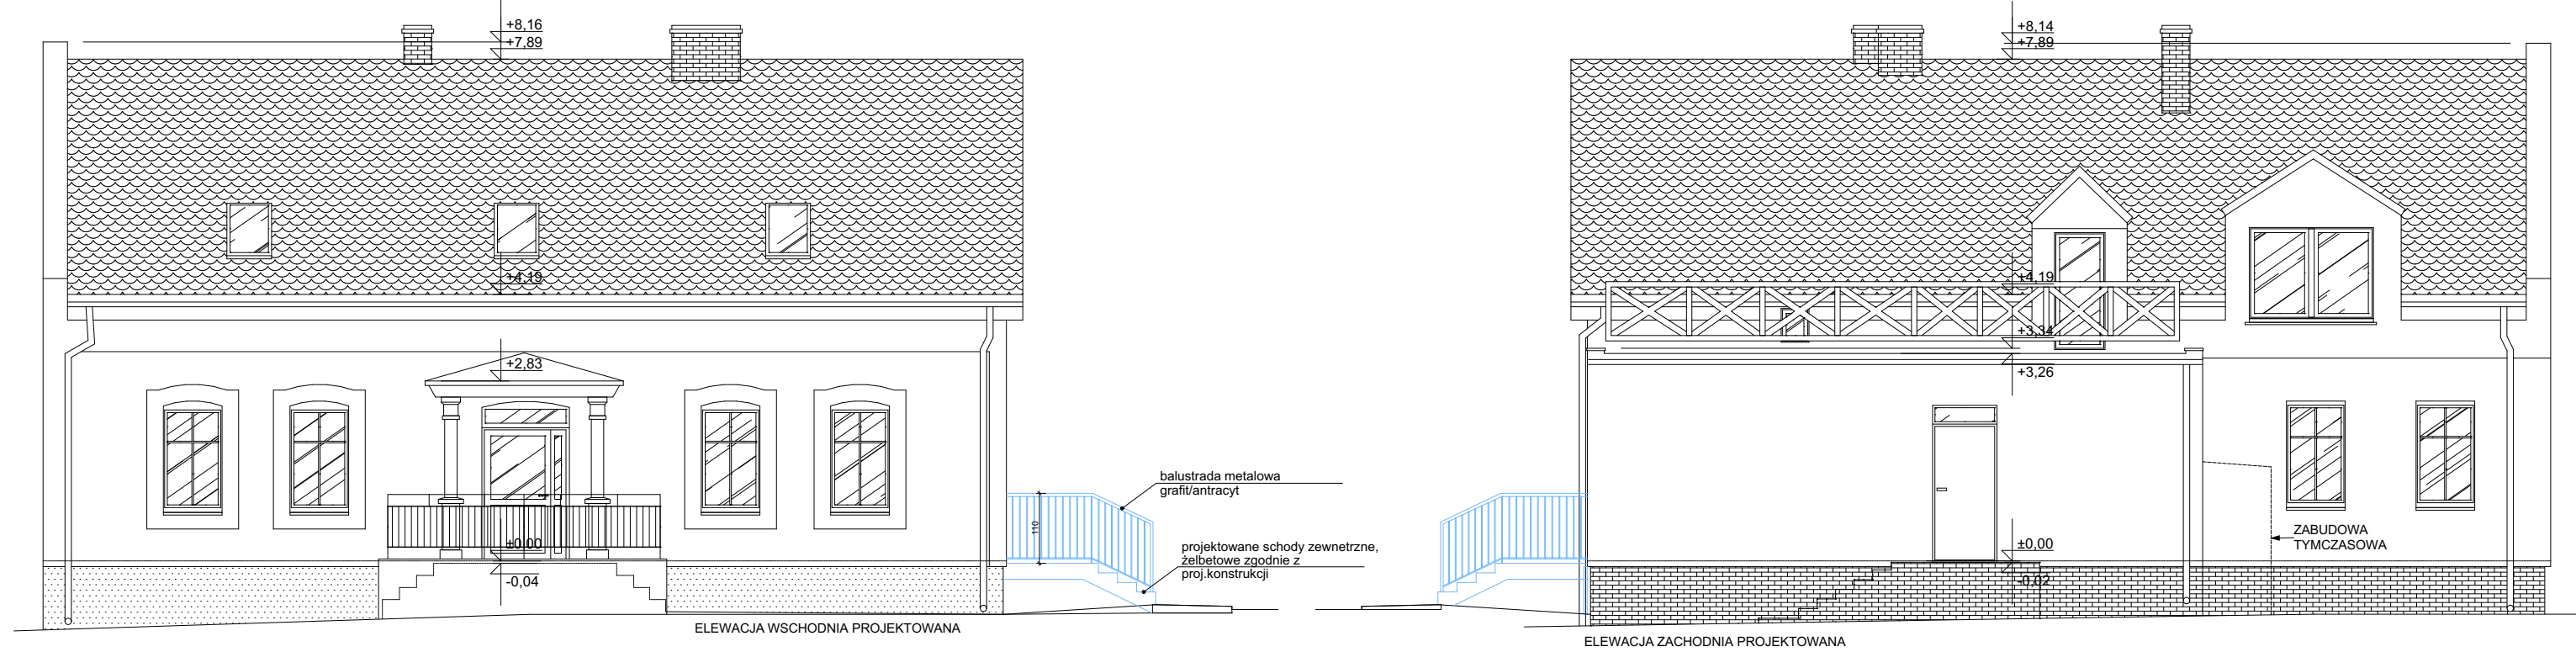 +8,16
+7,89
+4,19
+2,83
±0,00
-0,04
ELEWACJA WSCHODNIA PROJEKTOWANA
balustrada metalowa
grafit/antracyt
110
projektowane schody zewnetrzne,
żelbetowe zgodnie z
proj.konstrukcji
+8,14
+7,89
+4,19
+3,34
+3,26
±0,00
-0,02
ZABUDOWA
TYMCZASOWA
ELEWACJA ZACHODNIA PROJEKTOWANA